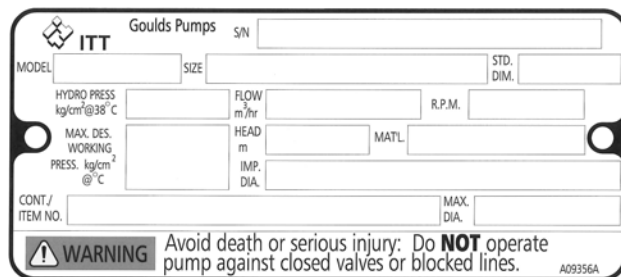 ITT Goulds Pumps S/N
MODEL SIZE STD. DIM.
HYDRO PRESS kg/cm²@38°C FLOW m³/hr R.P.M.
MAX. DES. WORKING PRESS. kg/cm² @°C HEAD m MAT'L.
IMP. DIA.
CONT./ ITEM NO. MAX. DIA.
WARNING Avoid death or serious injury: Do NOT operate
pump against closed valves or blocked lines.
A09356A